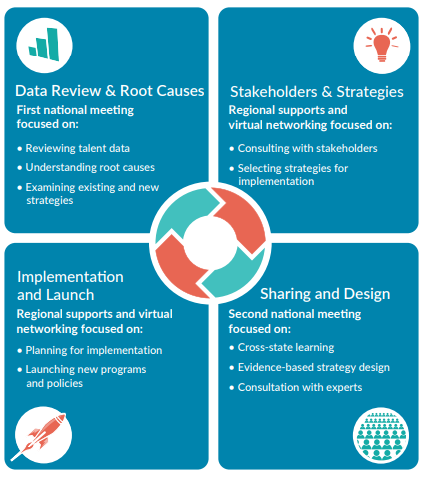 Data Review & Root Causes
First national meeting
focused on:
• Reviewing talent data
• Understanding root causes
• Examining existing and new
strategies
Stakeholders & Strategies
Regional supports and
virtual networking focused on:
• Consulting with stakeholders
• Selecting strategies for
implementation
Implementation
and Launch
Regional supports and virtual
networking focused on:
• Planning for implementation
• Launching new programs
and policies
Sharing and Design
Second national meeting
focused on:
• Cross-state learning
• Evidence-based strategy design
• Consultation with experts